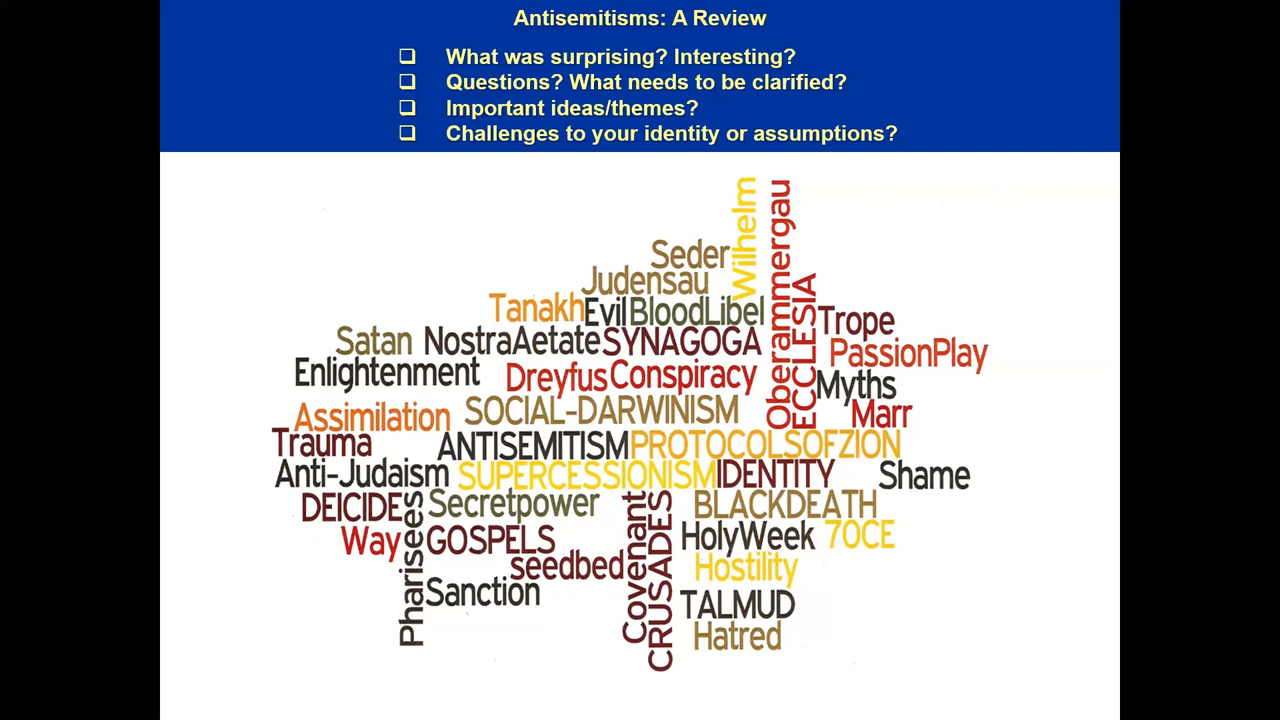 Antisemitisms: A Review
What was surprising? Interesting?
Questions? What needs to be clarified?
Important ideas/themes?
Challenges to your identity or assumptions?
Wilhelm
Oberammergau
Seder
Judensau
ECCLESIA
Tanakh Evil BloodLibel
Trope
Satan NostraAetate SYNAGOGA
PassionPlay
Enlightenment Dreyfus Conspiracy
Myths
Assimilation SOCIAL-DARWINISM
Marr
Trauma ANTISEMITISM PROTOCOLSOFZION
Anti-Judaism SUPERCESSIONISM IDENTITY Shame
DEICIDE Secretpower BLACKDEATH
Pharisees
Covenant
CRUSADES
Way GOSPELS HolyWeek 70CE
seedbed Hostility
Sanction TALMUD
Hatred